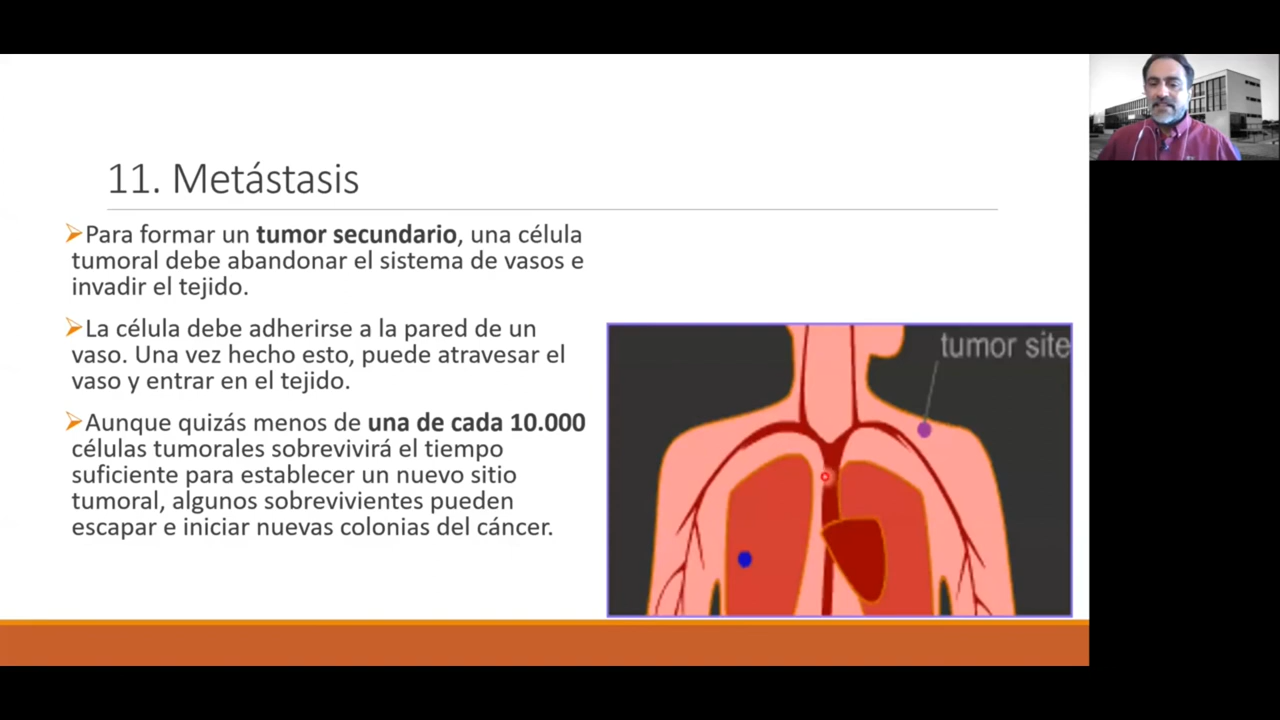 11. Metástasis
Para formar un tumor secundario, una célula
tumoral debe abandonar el sistema de vasos e
invadir el tejido.
La célula debe adherirse a la pared de un
vaso. Una vez hecho esto, puede atravesar el
vaso y entrar en el tejido.
Aunque quizás menos de una de cada 10.000
células tumorales sobrevivirá el tiempo
suficiente para establecer un nuevo sitio
tumoral, algunos sobrevivientes pueden
escapar e iniciar nuevas colonias del cáncer.
tumor site